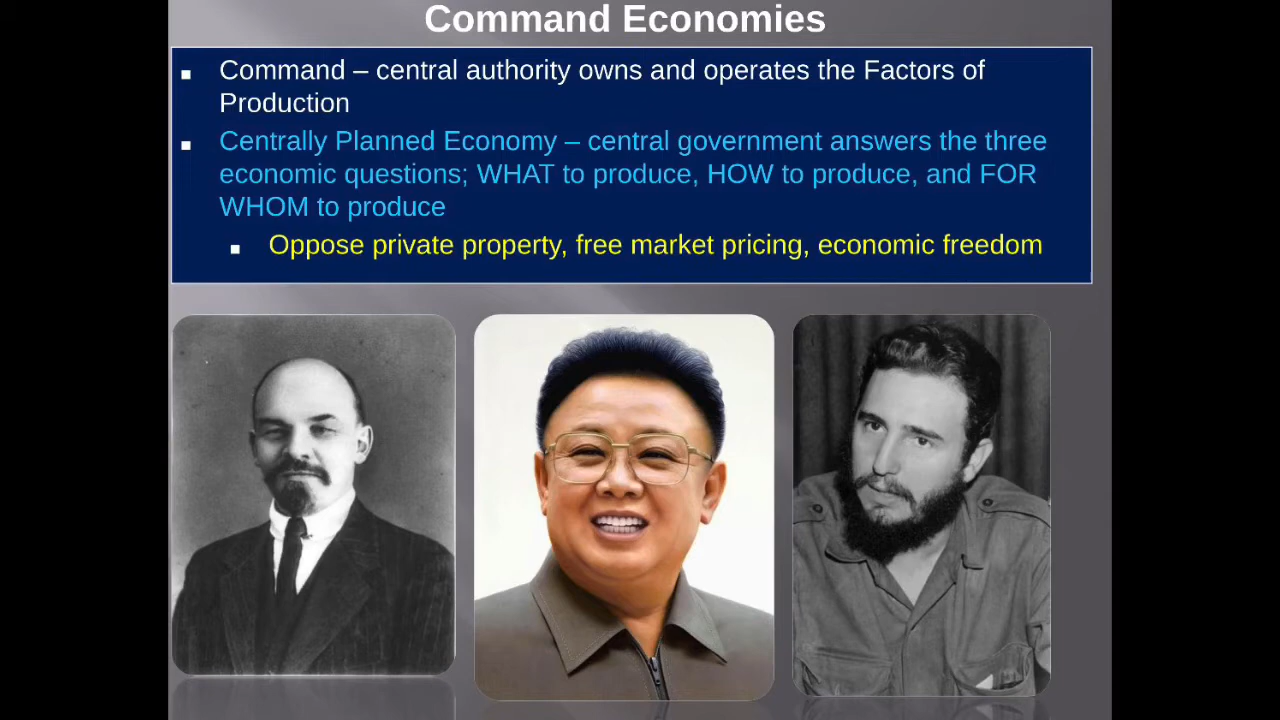 Command Economies
Command – central authority owns and operates the Factors of
Production
Centrally Planned Economy – central government answers the three
economic questions; WHAT to produce, HOW to produce, and FOR
WHOM to produce
Oppose private property, free market pricing, economic freedom